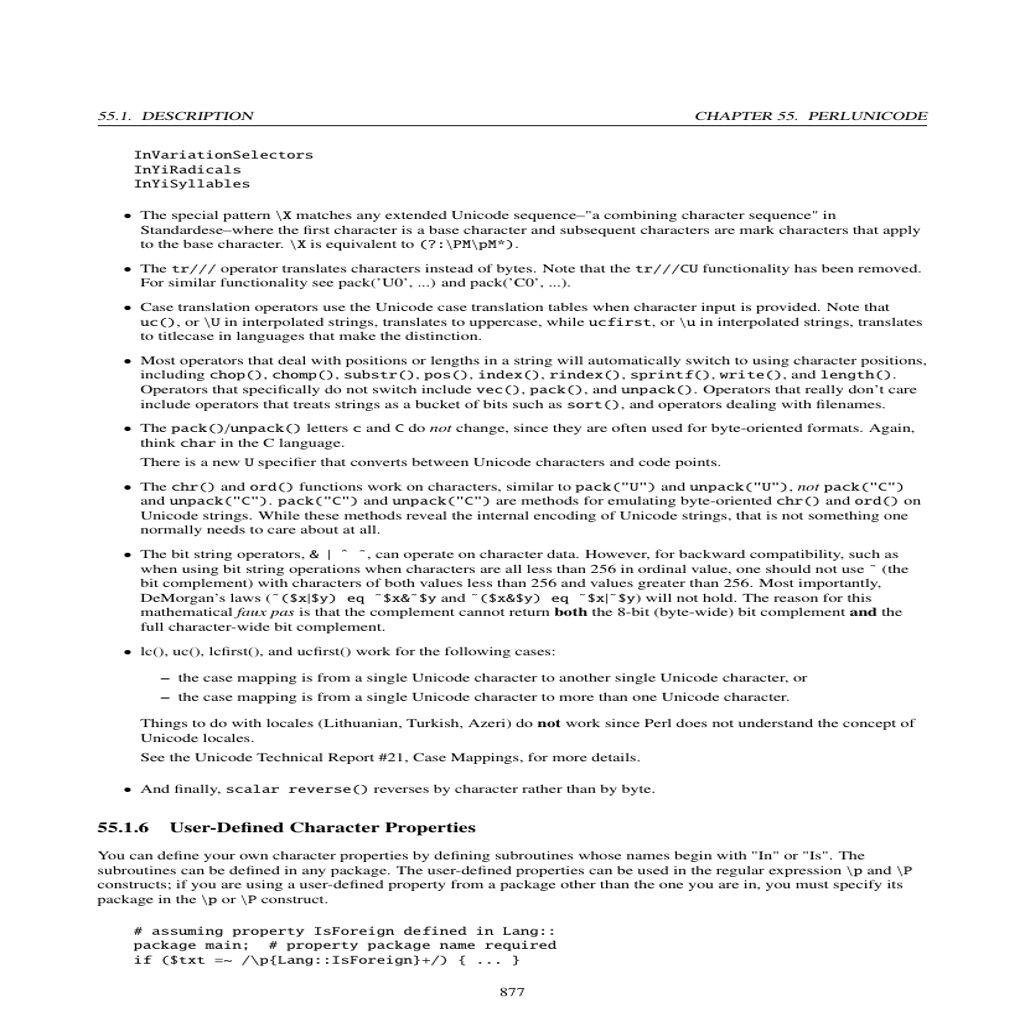 55.1. DESCRIPTION CHAPTER 55. PERLUNICODE
InVariationSelectors
InYiRadicals
InYiSyllables
• The special pattern \X matches any extended Unicode sequence–"a combining character sequence" in
Standardese–where the first character is a base character and subsequent characters are mark characters that apply
to the base character. \X is equivalent to (?:\PM\pM*).
• The tr/// operator translates characters instead of bytes. Note that the tr///CU functionality has been removed.
For similar functionality see pack('U0', ...) and pack('C0', ...).
• Case translation operators use the Unicode case translation tables when character input is provided. Note that
uc(), or \U in interpolated strings, translates to uppercase, while ucfirst, or \u in interpolated strings, translates
to titlecase in languages that make the distinction.
• Most operators that deal with positions or lengths in a string will automatically switch to using character positions,
including chop(), chomp(), substr(), pos(), index(), rindex(), sprintf(), write(), and length().
Operators that specifically do not switch include vec(), pack(), and unpack(). Operators that really don't care
include operators that treats strings as a bucket of bits such as sort(), and operators dealing with filenames.
• The pack()/unpack() letters c and C do not change, since they are often used for byte-oriented formats. Again,
think char in the C language.
There is a new U specifier that converts between Unicode characters and code points.
• The chr() and ord() functions work on characters, similar to pack("U") and unpack("U"), not pack("C")
and unpack("C"). pack("C") and unpack("C") are methods for emulating byte-oriented chr() and ord() on
Unicode strings. While these methods reveal the internal encoding of Unicode strings, that is not something one
normally needs to care about at all.
• The bit string operators, & | ˆ ˜, can operate on character data. However, for backward compatibility, such as
when using bit string operations when characters are all less than 256 in ordinal value, one should not use ˜ (the
bit complement) with characters of both values less than 256 and values greater than 256. Most importantly,
DeMorgan's laws (˜($x|$y) eq ˜$x&˜$y and ˜($x&$y) eq ˜$x|˜$y) will not hold. The reason for this
mathematical faux pas is that the complement cannot return both the 8-bit (byte-wide) bit complement and the
full character-wide bit complement.
• lc(), uc(), lcfirst(), and ucfirst() work for the following cases:
– the case mapping is from a single Unicode character to another single Unicode character, or
– the case mapping is from a single Unicode character to more than one Unicode character.
Things to do with locales (Lithuanian, Turkish, Azeri) do not work since Perl does not understand the concept of
Unicode locales.
See the Unicode Technical Report #21, Case Mappings, for more details.
• And finally, scalar reverse() reverses by character rather than by byte.
55.1.6 User-Defined Character Properties
You can define your own character properties by defining subroutines whose names begin with "In" or "Is". The
subroutines can be defined in any package. The user-defined properties can be used in the regular expression \p and \P
constructs; if you are using a user-defined property from a package other than the one you are in, you must specify its
package in the \p or \P construct.
# assuming property IsForeign defined in Lang::
package main; # property package name required
if ($txt =~ /\p{Lang::IsForeign}+/) { ... }
877